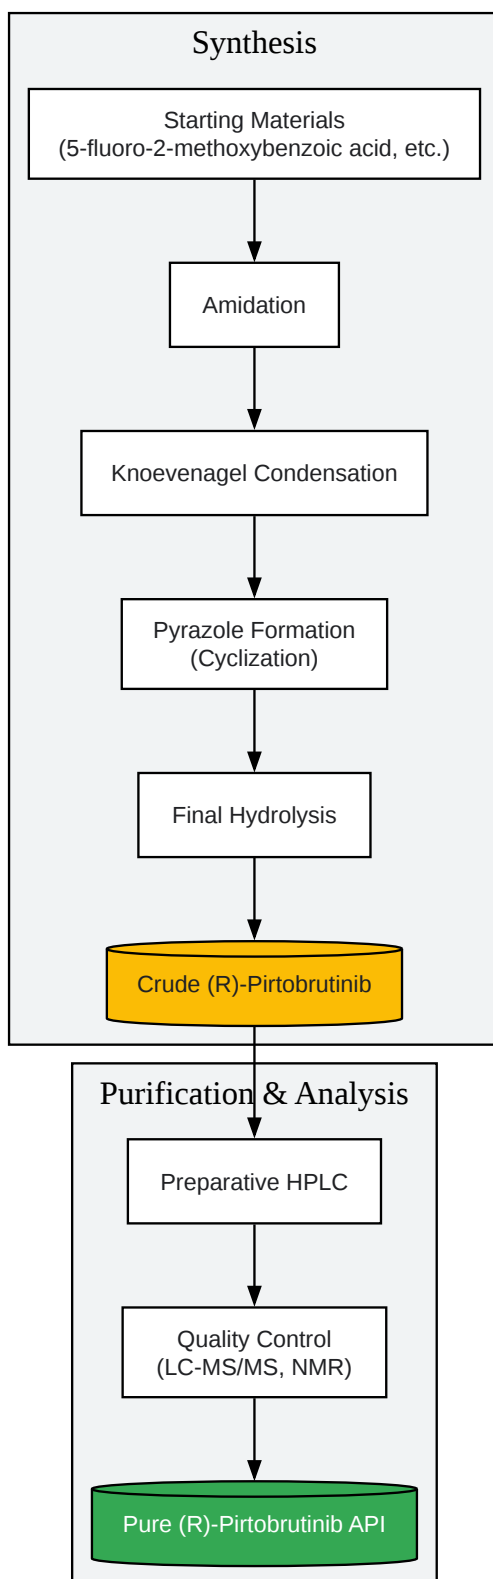 Synthesis
Starting Materials
(5-fluoro-2-methoxybenzoic acid, etc.)
Amidation
Knoevenagel Condensation
Pyrazole Formation
(Cyclization)
Final Hydrolysis
Crude (R)-Pirtobrutinib
Purification & Analysis
Preparative HPLC
Quality Control
(LC-MS/MS, NMR)
Pure (R)-Pirtobrutinib API